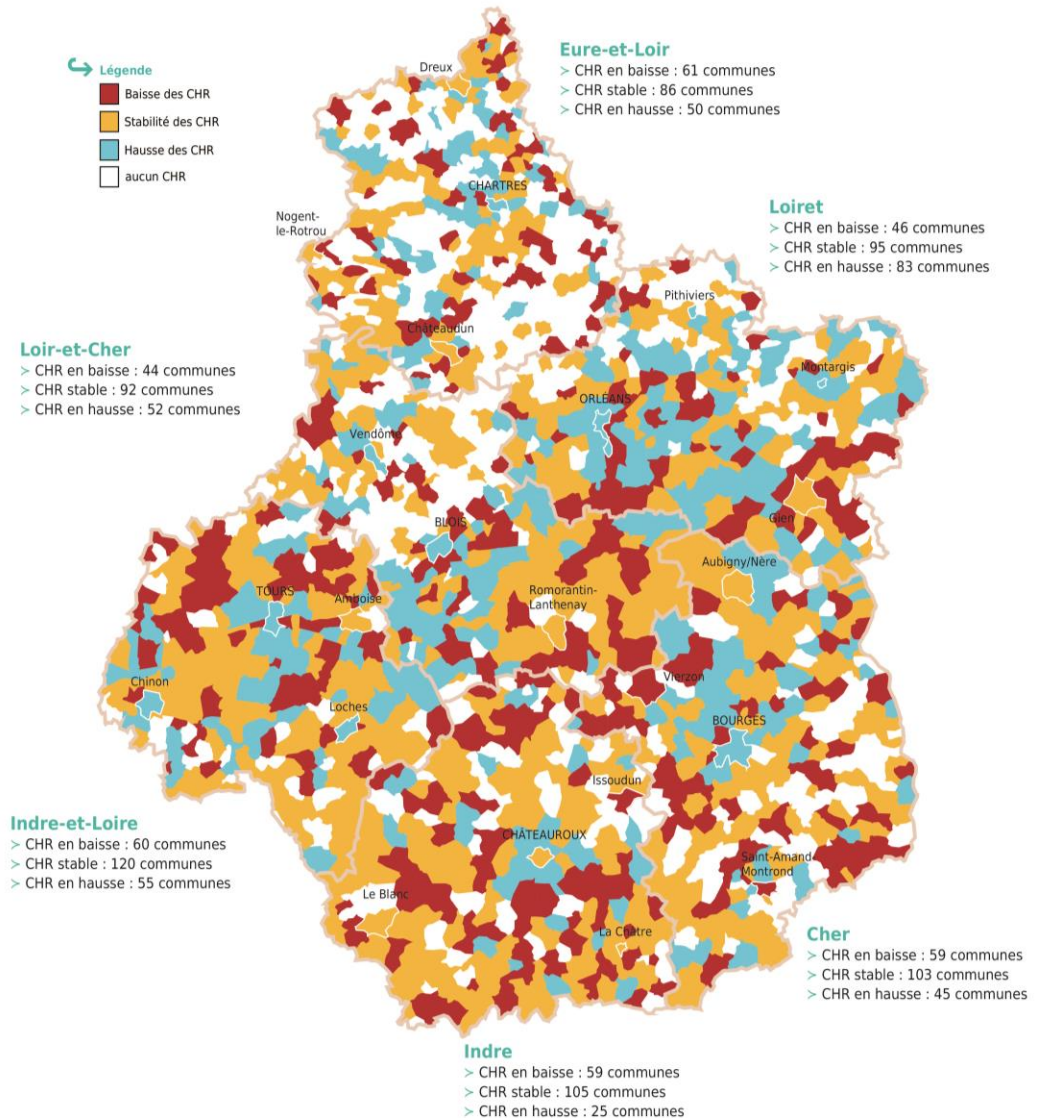 Légende
Baisse des CHR
Stabilité des CHR
Hausse des CHR
aucun CHR
Eure-et-Loir
> CHR en baisse : 61 communes
> CHR stable : 86 communes
> CHR en hausse : 50 communes
Dreux
CHARTRES
Nogent-
le-Rotrou
Loiret
> CHR en baisse : 46 communes
> CHR stable : 95 communes
> CHR en hausse : 83 communes
Pithiviers
Châteaudun
Loir-et-Cher
> CHR en baisse : 44 communes
> CHR stable : 92 communes
> CHR en hausse : 52 communes
Montargis
ORLÉANS
Vendôme
Gien
BLOIS
Aubigny/Nère
TOURS
Amboise
Romorantin-
Lanthenay
Chinon
Loches
Vierzon
BOURGES
Issoudun
Indre-et-Loire
> CHR en baisse : 60 communes
> CHR stable : 120 communes
> CHR en hausse : 55 communes
CHÂTEAUROUX
Saint-Amand
Montrond
Le Blanc
La Châtre
Cher
> CHR en baisse : 59 communes
> CHR stable : 103 communes
> CHR en hausse : 45 communes
Indre
> CHR en baisse : 59 communes
> CHR stable : 105 communes
> CHR en hausse : 25 communes